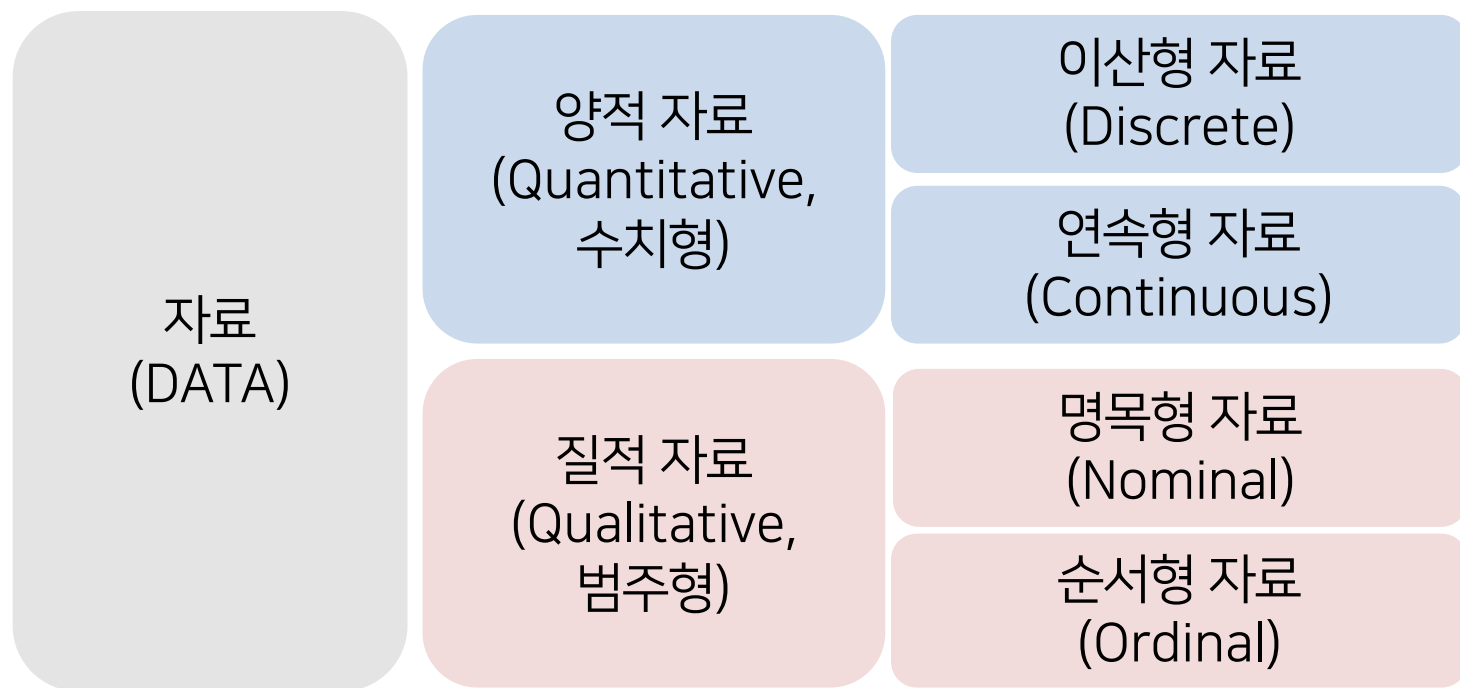 자료
(DATA)
양적 자료
(Quantitative,
수치형)
이산형 자료
(Discrete)
연속형 자료
(Continuous)
질적 자료
(Qualitative,
범주형)
명목형 자료
(Nominal)
순서형 자료
(Ordinal)